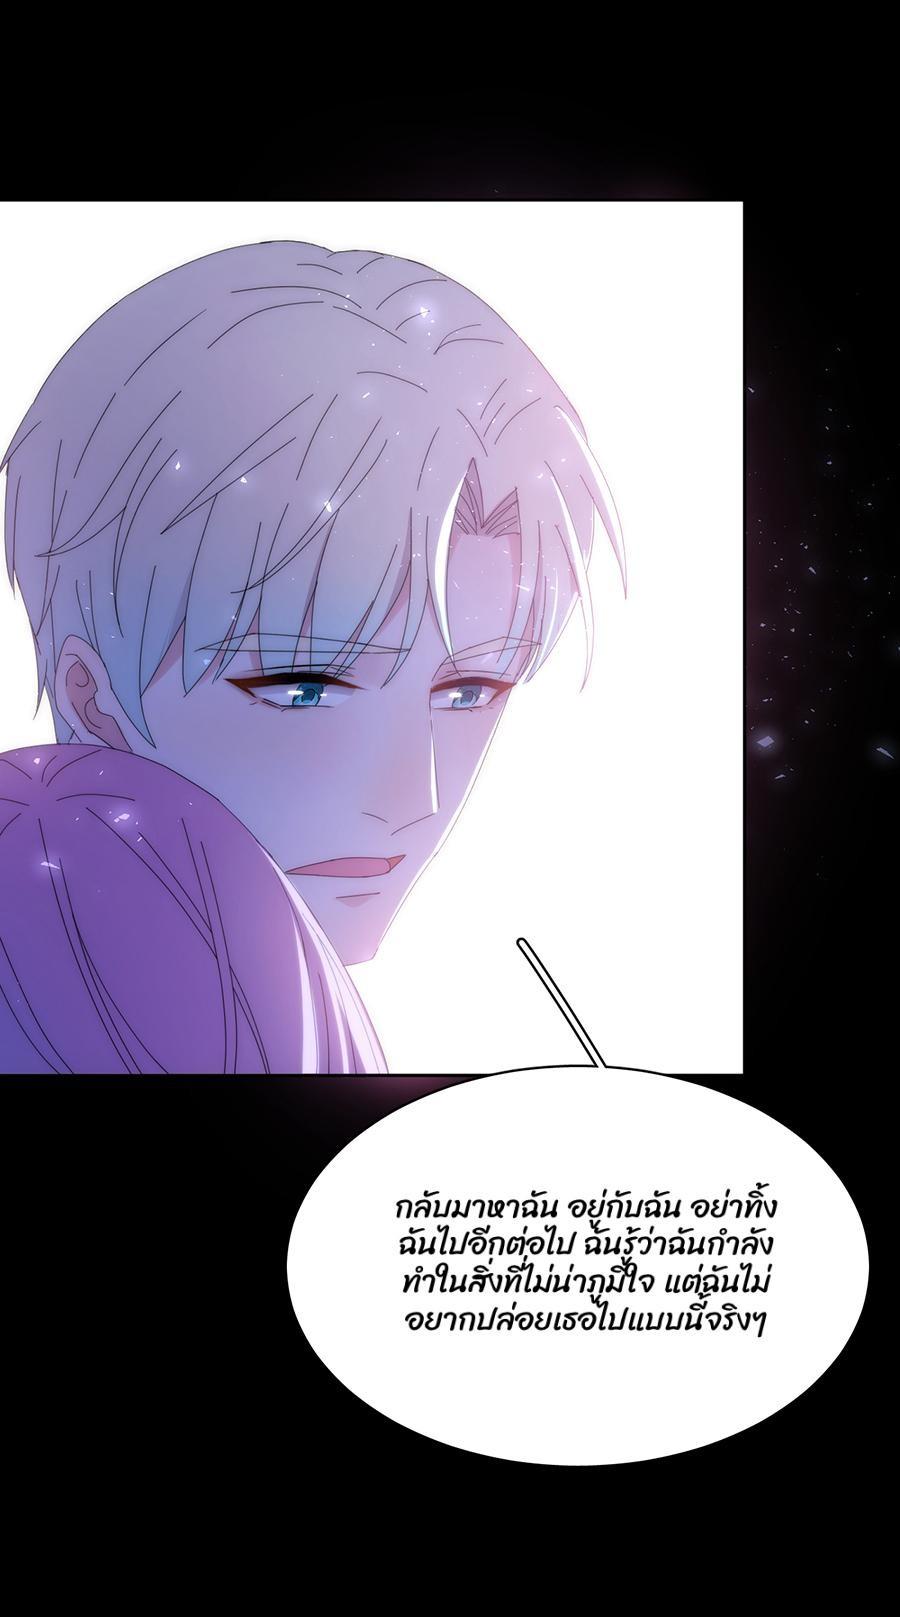 กลับมาหาฉัน อยู่กับฉัน อย่าทิ้ง
ฉันไปอีกต่อไป ฉันรู้ว่าฉันกำลัง
ทำในสิ่งที่ไม่น่าภูมิใจ แต่ฉันไม่
อยากปล่อยเธอไปแบบนี้จริงๆ